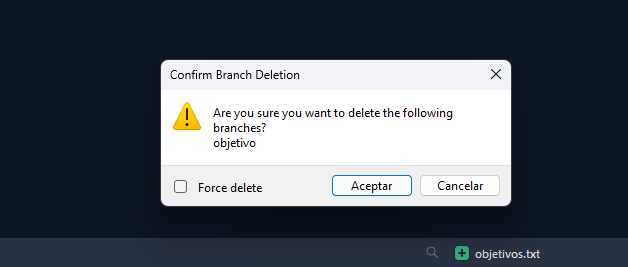 Confirm Branch Deletion
Are you sure you want to delete the following
branches?
objetivo
Force delete
Aceptar
Cancelar
objetivos.txt